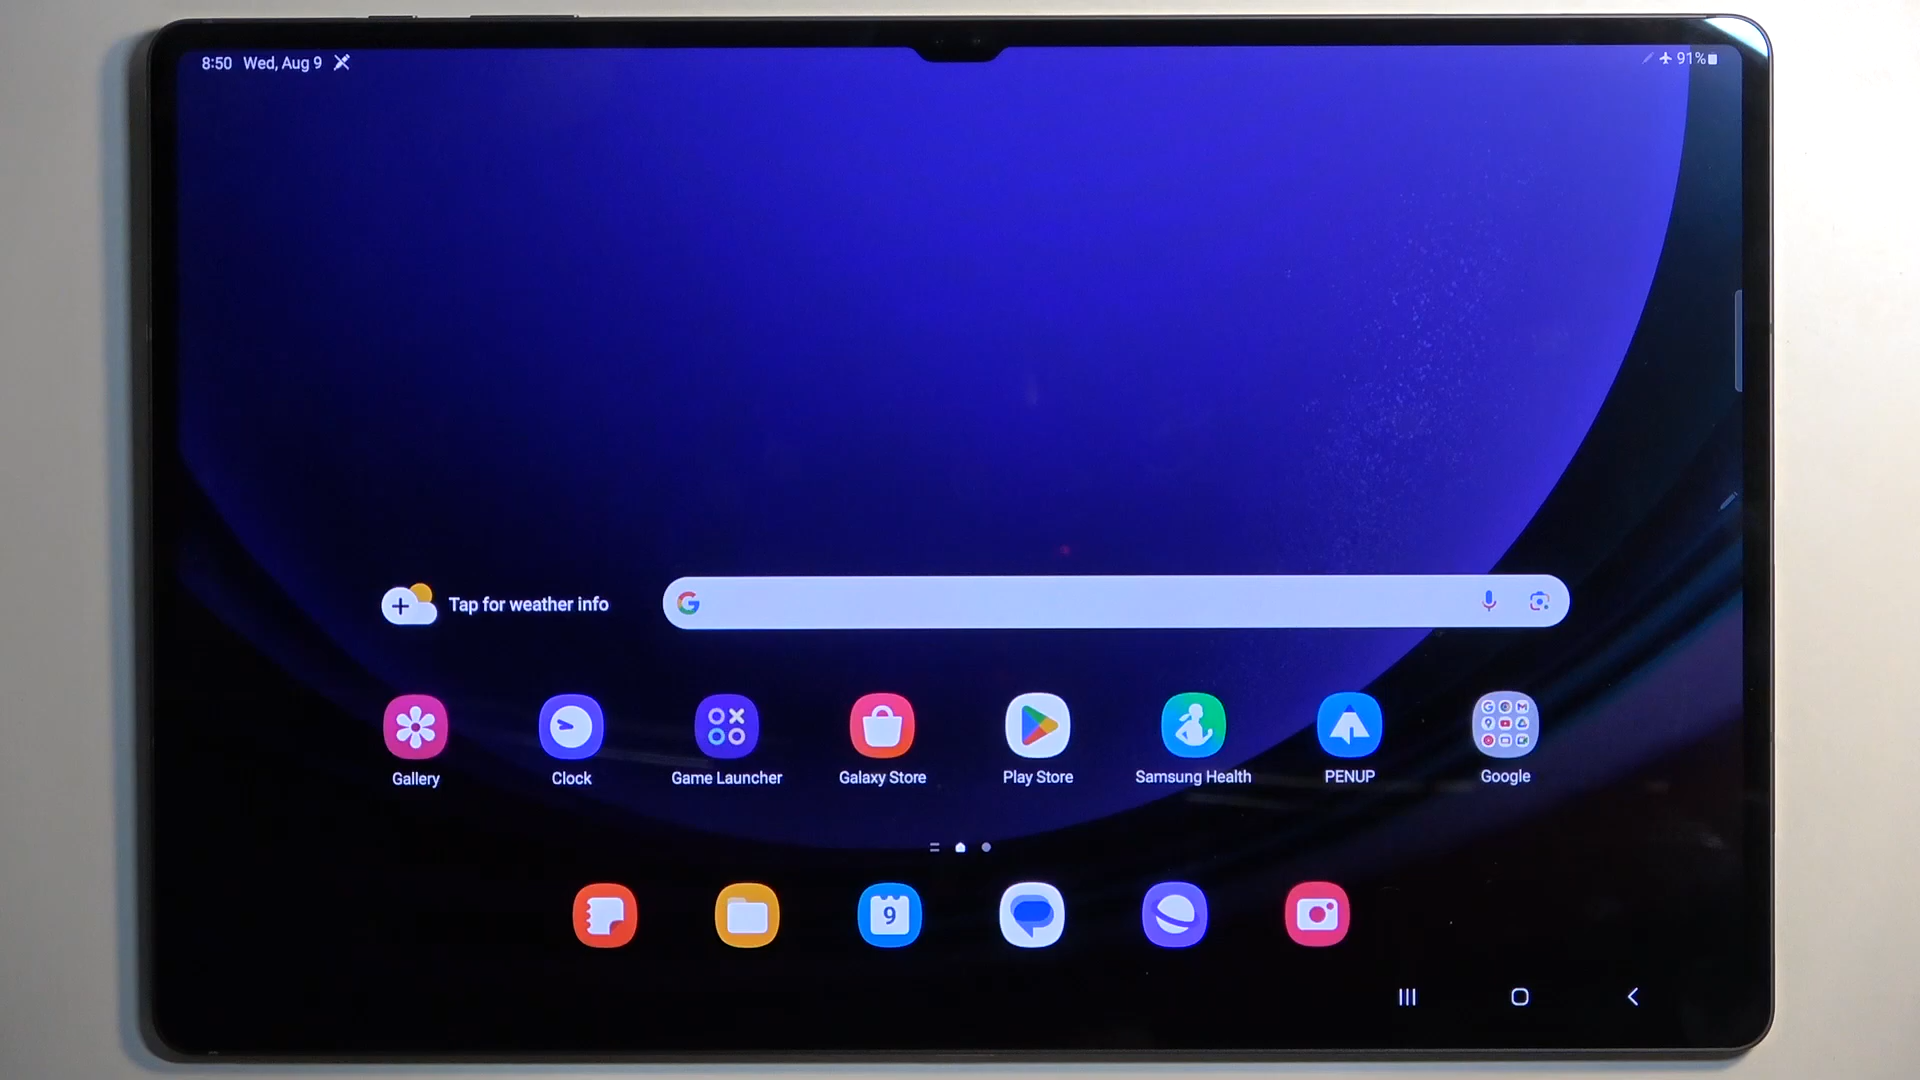 8:50 Wed, Aug 9
91%
Tap for weather info
G
Gallery
Clock
Game Launcher
Galaxy Store
Play Store
Samsung Health
PENUP
Google
9